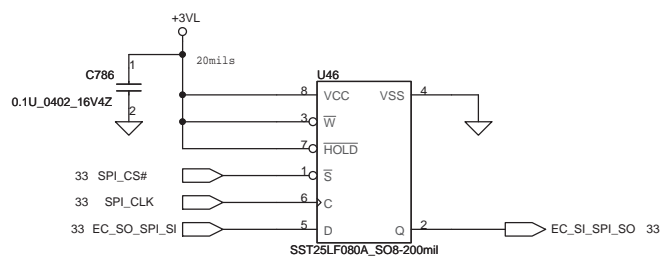 +3VL
20mils
C786
1
0.1U_0402_16V4Z
2
U46
8 VCC VSS 4
3 W
7 HOLD
33 SPI_CS# 1 S
33 SPI_CLK 6 C
33 EC_SO_SPI_SI 5 D Q 2 EC_SI_SPI_SO 33
SST25LF080A_SO8-200mil